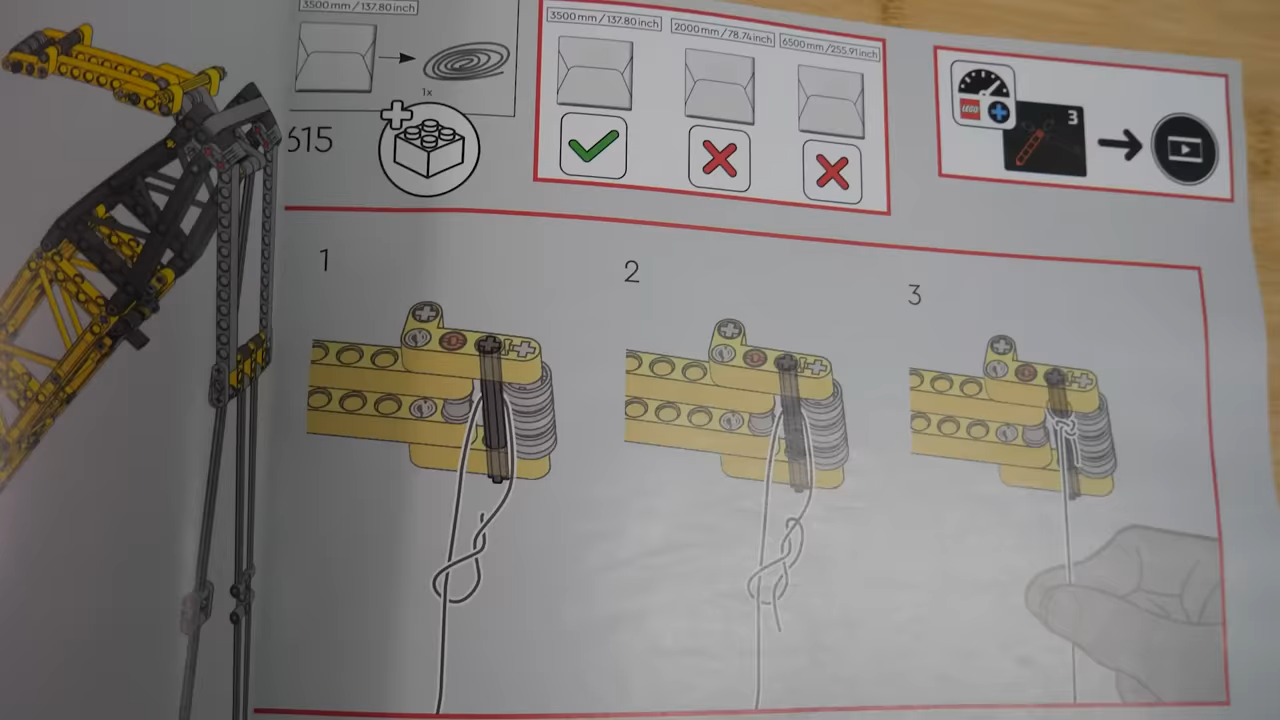 3500 mm / 137.80 inch
1x
615
3500 mm / 137.80 inch
2000 mm / 78.74 inch
6500 mm / 255.91 inch
LEGO
3
1
2
3